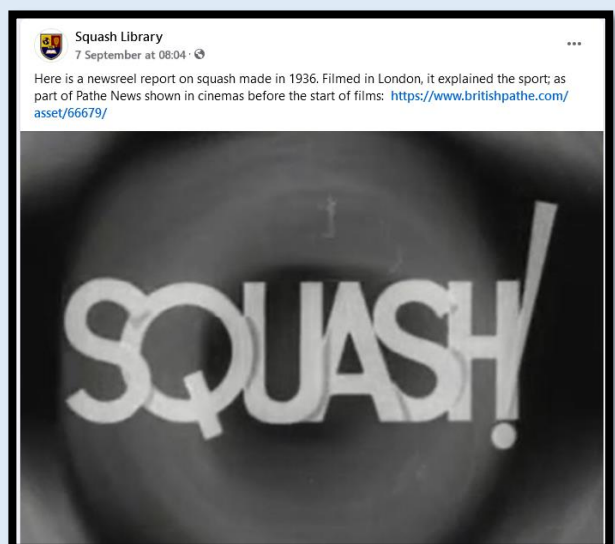 Squash Library
7 September at 08:04 ·
Here is a newsreel report on squash made in 1936. Filmed in London, it explained the sport; as
part of Pathe News shown in cinemas before the start of films: https://www.britishpathe.com/
asset/66679/
SQUASH!